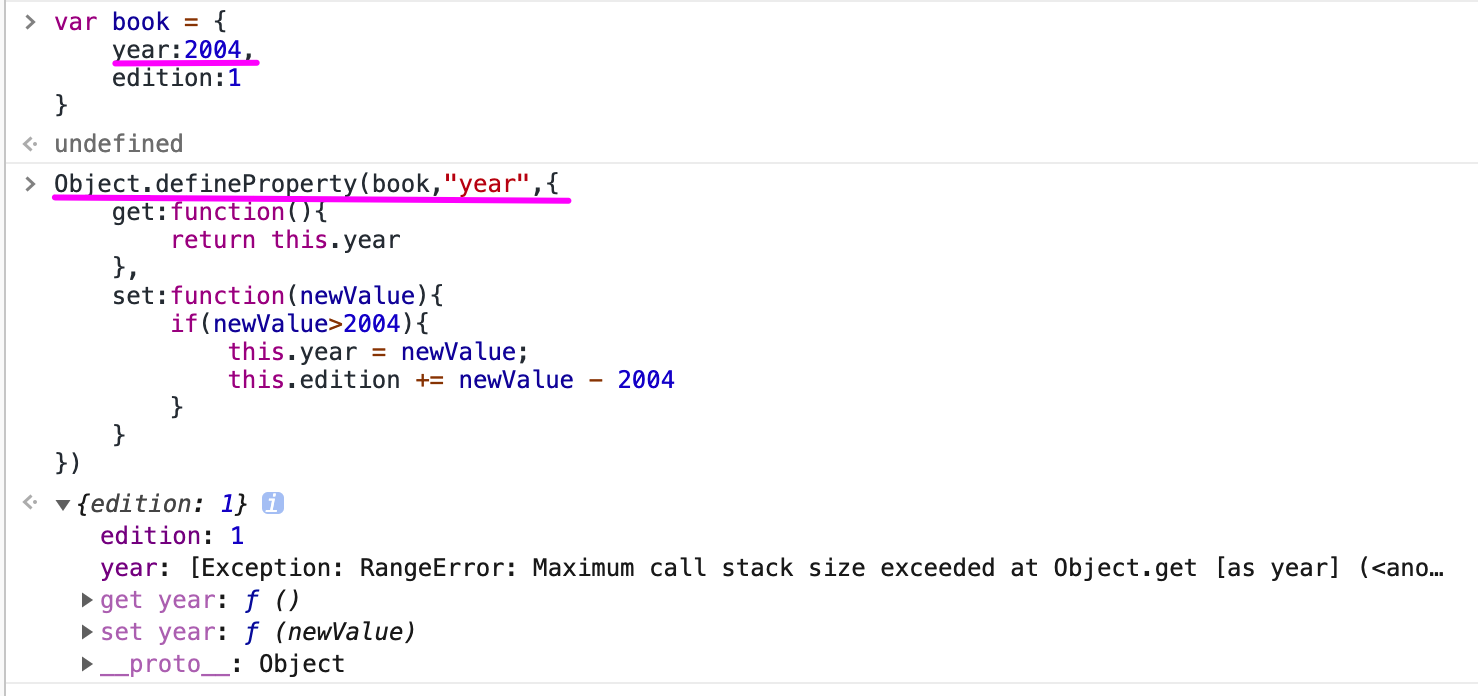 > var book = {
year:2004,
edition:1
}
undefined
> Object.defineProperty(book,"year",{
get:function(){
return this.year
},
set:function(newValue){
if(newValue>2004){
this.year = newValue;
this.edition += newValue - 2004
}
}
})
{edition: 1} i
edition: 1
year: [Exception: RangeError: Maximum call stack size exceeded at Object.get [as year] (<ano…
get year: ƒ ()
set year: ƒ (newValue)
__proto__: Object